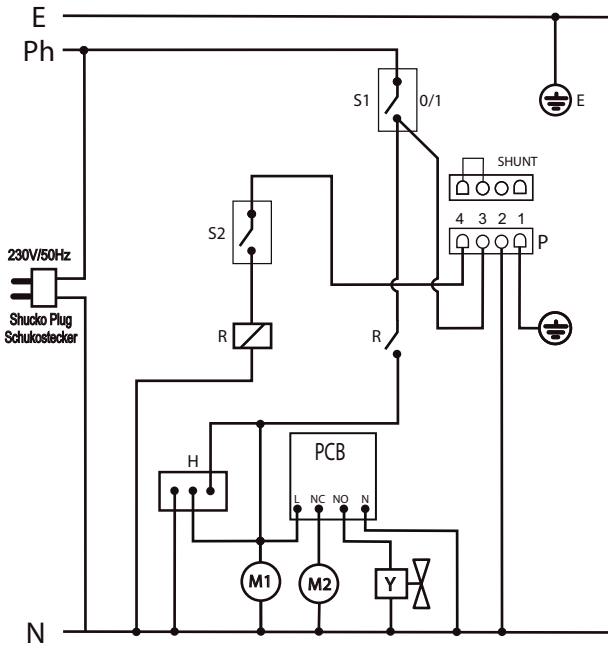 E
Ph
S1
0/1
E
SHUNT
4 3 2 1
P
S2
230V/50Hz
Shucko Plug
Schukostecker
R
R
H
PCB
L NC NO N
M1
M2
Y
N